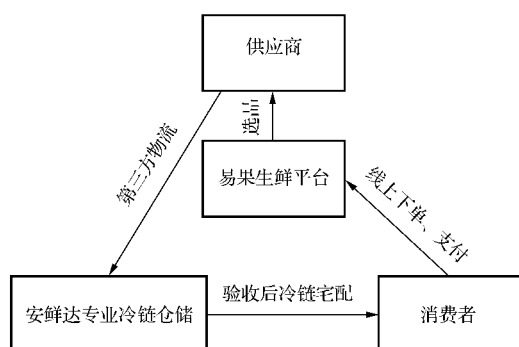 供应商
选品
第三方物流
易果生鲜平台
线上下单、支付
安鲜达专业冷链仓储
验收后冷链宅配
消费者